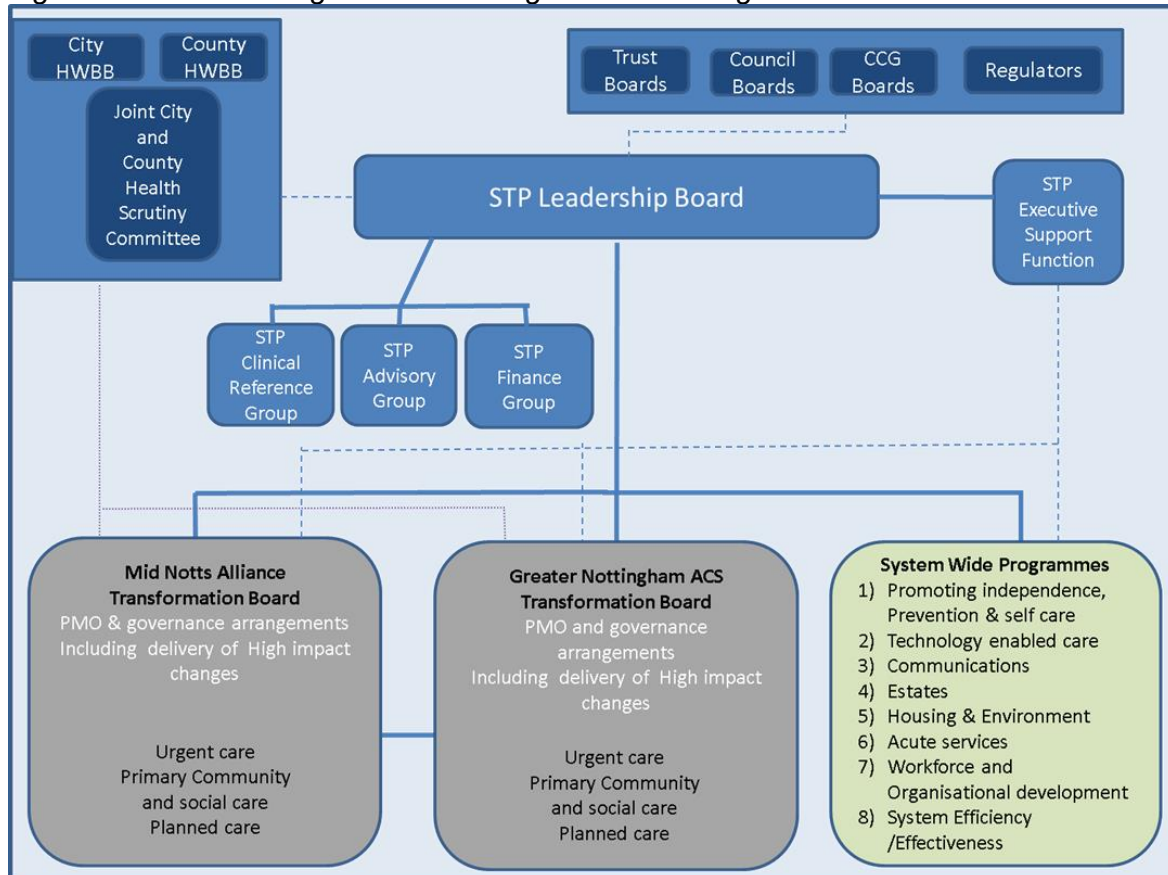 City
HWBB
County
HWBB
Joint City
and
County
Health
Scrutiny
Committee
Trust
Boards
Council
Boards
CCG
Boards
Regulators
STP Leadership Board
STP
Executive
Support
Function
STP
Clinical
Reference
Group
STP
Advisory
Group
STP
Finance
Group
Mid Notts Alliance
Transformation Board
PMO & governance arrangements
Including delivery of High impact
changes
Urgent care
Primary Community
and social care
Planned care
Greater Nottingham ACS
Transformation Board
PMO and governance
arrangements
Including delivery of High impact
changes
Urgent care
Primary Community
and social care
Planned care
System Wide Programmes
1) Promoting independence,
Prevention & self care
2) Technology enabled care
3) Communications
4) Estates
5) Housing & Environment
6) Acute services
7) Workforce and
Organisational development
8) System Efficiency
/Effectiveness